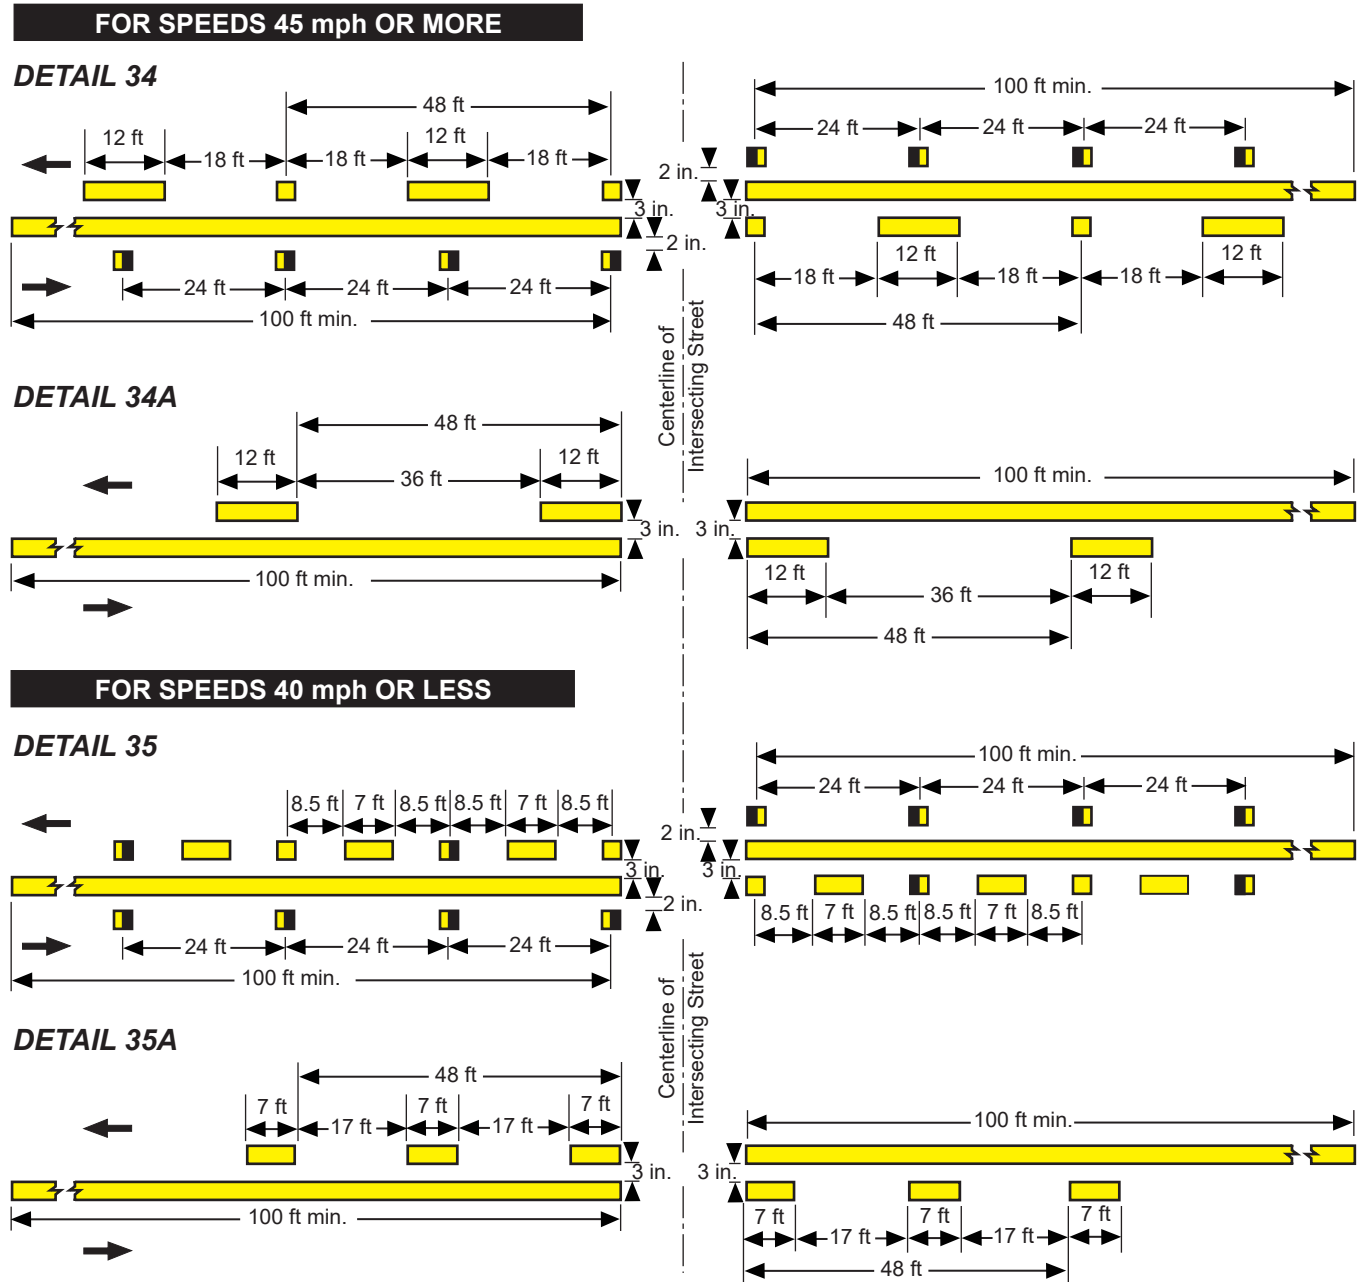 FOR SPEEDS 45 mph OR MORE
DETAIL 34
48 ft
12 ft
12 ft
18 ft
18 ft
18 ft
3 in.
2 in.
24 ft
24 ft
24 ft
100 ft min.
100 ft min.
24 ft
24 ft
24 ft
2 in.
3 in.
12 ft
12 ft
18 ft
18 ft
18 ft
48 ft
Centerline of
Intersecting Street
DETAIL 34A
48 ft
12 ft
12 ft
36 ft
3 in.
100 ft min.
100 ft min.
3 in.
12 ft
12 ft
36 ft
48 ft
FOR SPEEDS 40 mph OR LESS
DETAIL 35
8.5 ft
7 ft
8.5 ft
8.5 ft
7 ft
8.5 ft
3 in.
2 in.
24 ft
24 ft
24 ft
100 ft min.
100 ft min.
24 ft
24 ft
24 ft
2 in.
3 in.
8.5 ft
7 ft
8.5 ft
8.5 ft
7 ft
8.5 ft
Centerline of
Intersecting Street
DETAIL 35A
48 ft
7 ft
7 ft
7 ft
17 ft
17 ft
3 in.
100 ft min.
100 ft min.
3 in.
7 ft
7 ft
7 ft
17 ft
17 ft
48 ft